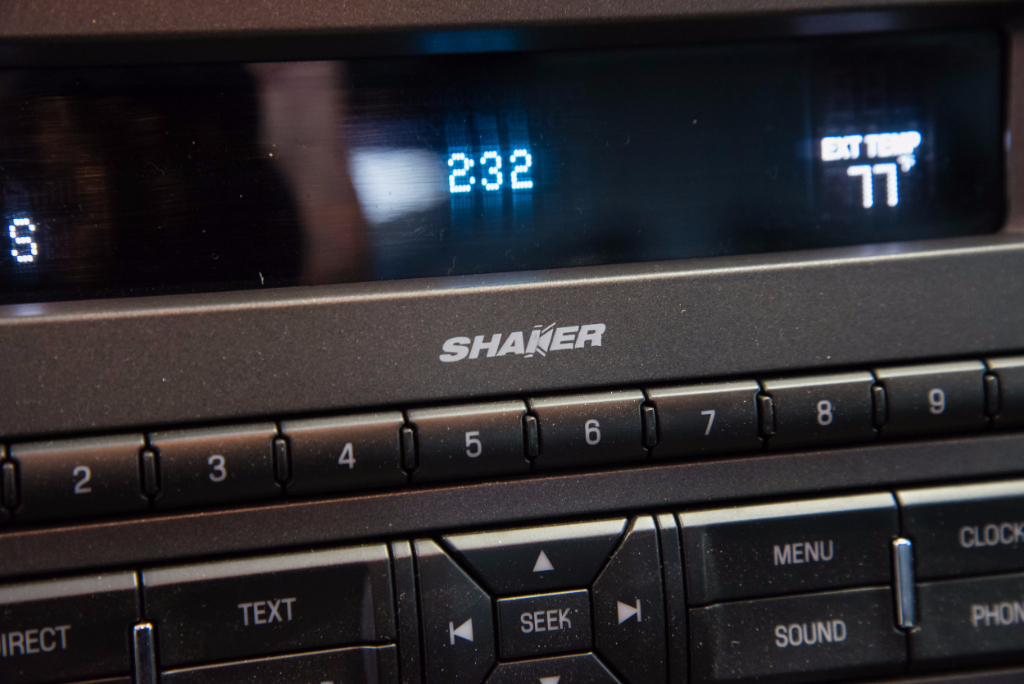 2:32
EXT TEMP
77°
S
SHAKER
2 3 4 5 6 7 8 9
MENU
CLOCK
TEXT
SEEK
DIRECT
SOUND
PHON